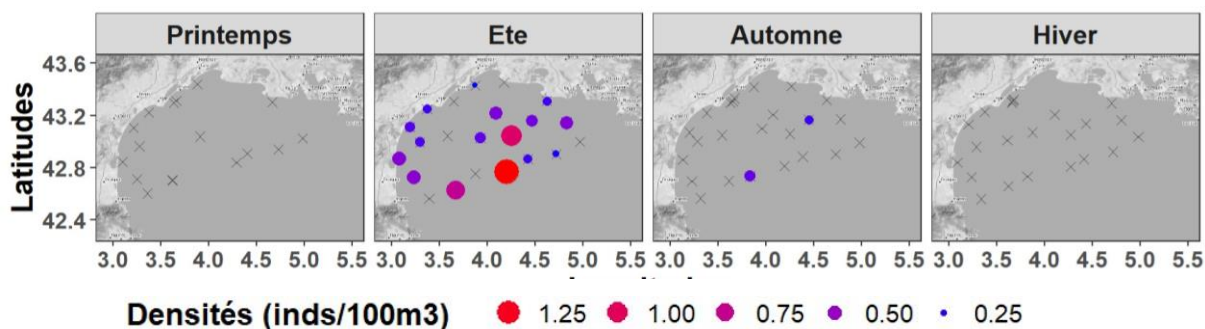 Printemps Ete Automne Hiver
Latitudes
43.6
43.2
42.8
42.4
3.0 3.5 4.0 4.5 5.0 5.5 3.0 3.5 4.0 4.5 5.0 5.5 3.0 3.5 4.0 4.5 5.0 5.5 3.0 3.5 4.0 4.5 5.0 5.5
Densités (inds/100m3) 1.25 1.00 0.75 0.50 0.25